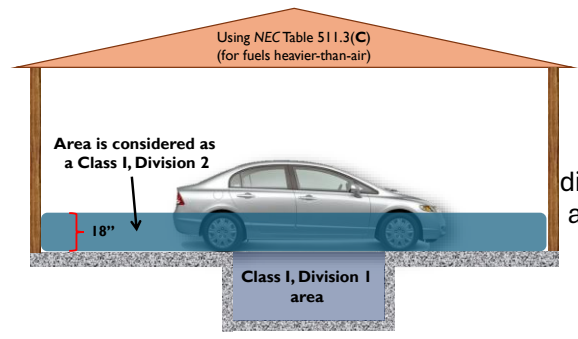 Using NEC Table 511.3(C)
(for fuels heavier-than-air)
Area is considered as
a Class I, Division 2
di
a
18”
Class I, Division 1
area